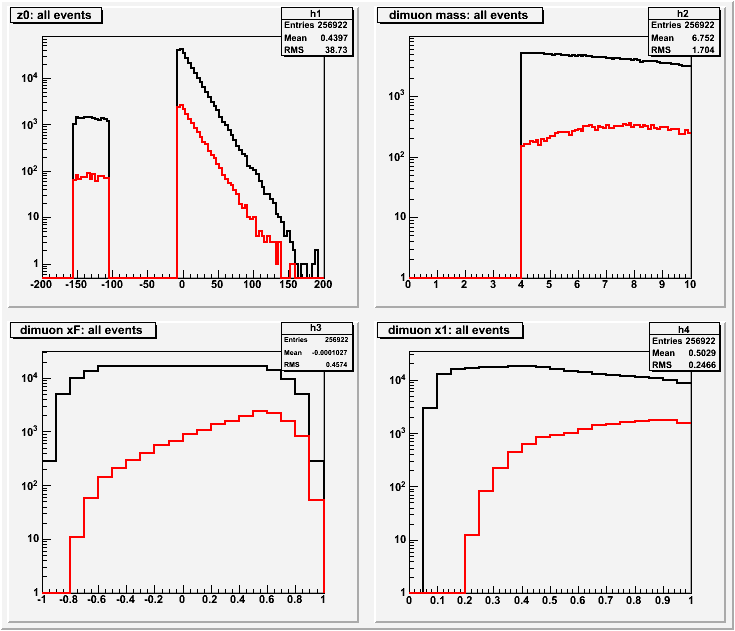 z0: all events
h1
Entries 256922
Mean 0.4397
RMS 38.73
10^4
10^3
10^2
10
1
-200 -150 -100 -50 0 50 100 150 200
dimuon mass: all events
h2
Entries 256922
Mean 6.752
RMS 1.704
10^3
10^2
10
1
0 1 2 3 4 5 6 7 8 9 10
dimuon xF: all events
h3
Entries 256922
Mean -0.0001027
RMS 0.4574
10^4
10^3
10^2
10
1
-1 -0.8 -0.6 -0.4 -0.2 0 0.2 0.4 0.6 0.8 1
dimuon x1: all events
h4
Entries 256922
Mean 0.5029
RMS 0.2466
10^4
10^3
10^2
10
1
0 0.1 0.2 0.3 0.4 0.5 0.6 0.7 0.8 0.9 1